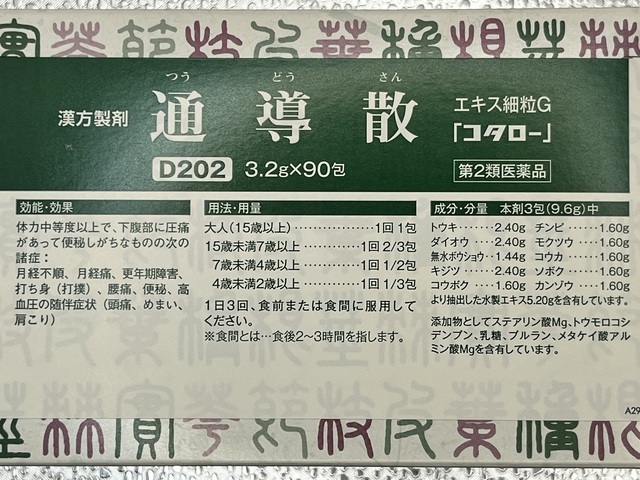 つう どう さん
漢方製剤 通 導 散 エキス細粒G
「コタロー」
D202 3.2g×90包 第2類医薬品
効能・効果
体力中等度以上で、下腹部に圧痛
があって便秘しがちなものの次の
諸症:
月経不順、月経痛、更年期障害、
打ち身(打撲)、腰痛、便秘、高
血圧の随伴症状(頭痛、めまい、
肩こり)
用法・用量
大人(15歳以上)…………………1回 1包
15歳未満7歳以上………………1回 2/3包
7歳未満4歳以上………………1回 1/2包
4歳未満2歳以上………………1回 1/3包
1日3回、食前または食間に服用して
ください。
※食間とは…食後2〜3時間を指します。
成分・分量 本剤3包(9.6g)中
トウキ……………2.40g チンピ……………1.60g
ダイオウ…………2.40g モクツウ…………1.60g
無水ボウショウ…1.44g コウカ……………1.60g
キジツ……………2.40g ソボク……………1.60g
コウボク…………1.60g カンゾウ…………1.60g
より抽出した水製エキス5.20gを含有しています。
添加物としてステアリン酸Mg、トウモロコシ
デンプン、乳糖、プルラン、メタケイ酸アル
ミン酸Mgを含有しています。
A29